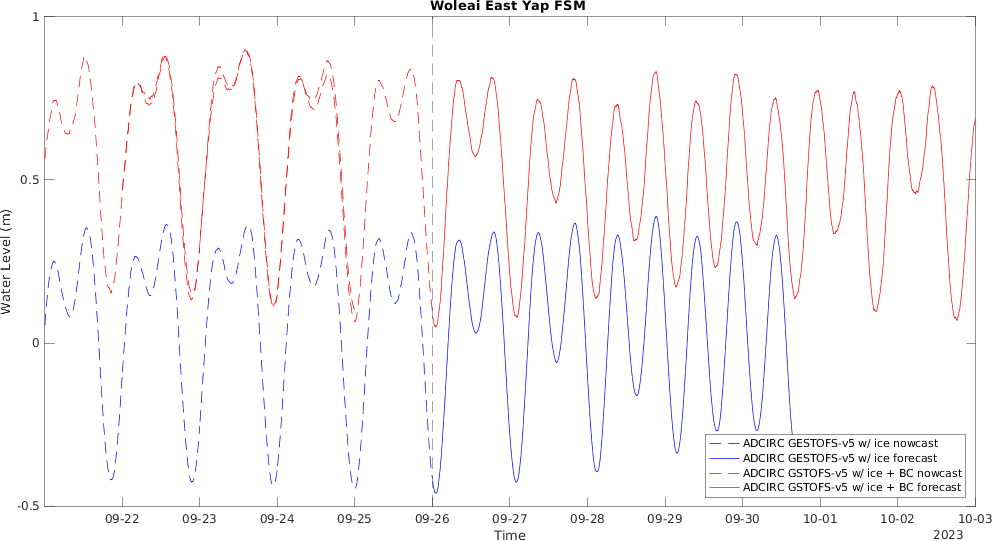 Woleai East Yap FSM
1
0.5
0
-0.5
Water Level (m)
ADCIRC GESTOFS-v5 w/ ice nowcast
ADCIRC GESTOFS-v5 w/ ice forecast
ADCIRC GSTOFS-v5 w/ ice + BC nowcast
ADCIRC GSTOFS-v5 w/ ice + BC forecast
09-22 09-23 09-24 09-25 09-26 09-27 09-28 09-29 09-30 10-01 10-02 10-03
Time
2023